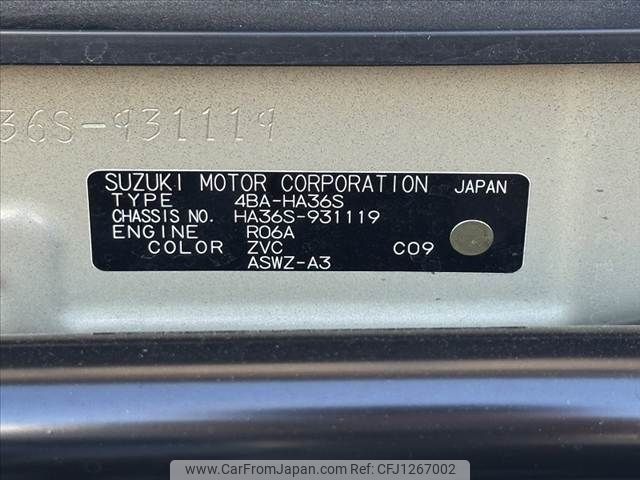 36S-931119
SUZUKI MOTOR CORPORATION JAPAN
TYPE 4BA-HA36S
CHASSIS NO. HA36S-931119
ENGINE R06A
COLOR ZVC C09
ASWZ-A3
www.CarFromJapan.com | CFJ1267002